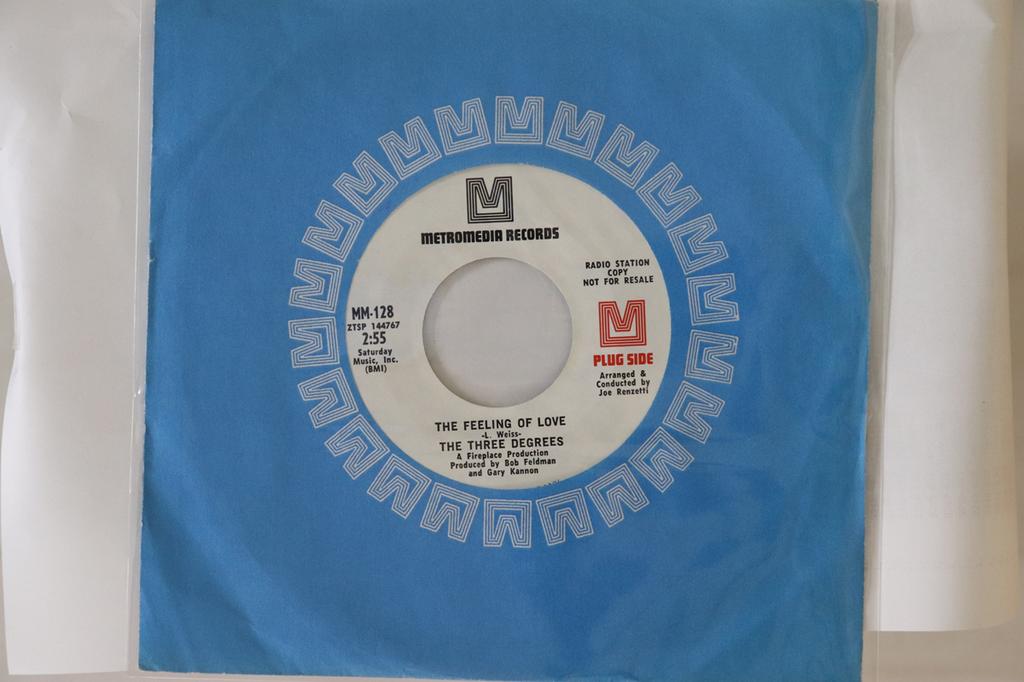 METROMEDIA RECORDS
RADIO STATION
COPY
NOT FOR RESALE
MM-128
ZTSP 144767
2:55
Saturday
Music, Inc.
(BMI)
PLUG SIDE
Arranged &
Conducted by
Joe Renzetti
THE FEELING OF LOVE
-L. Weiss-
THE THREE DEGREES
A Fireplace Production
Produced by Bob Feldman
and Gary Kannon